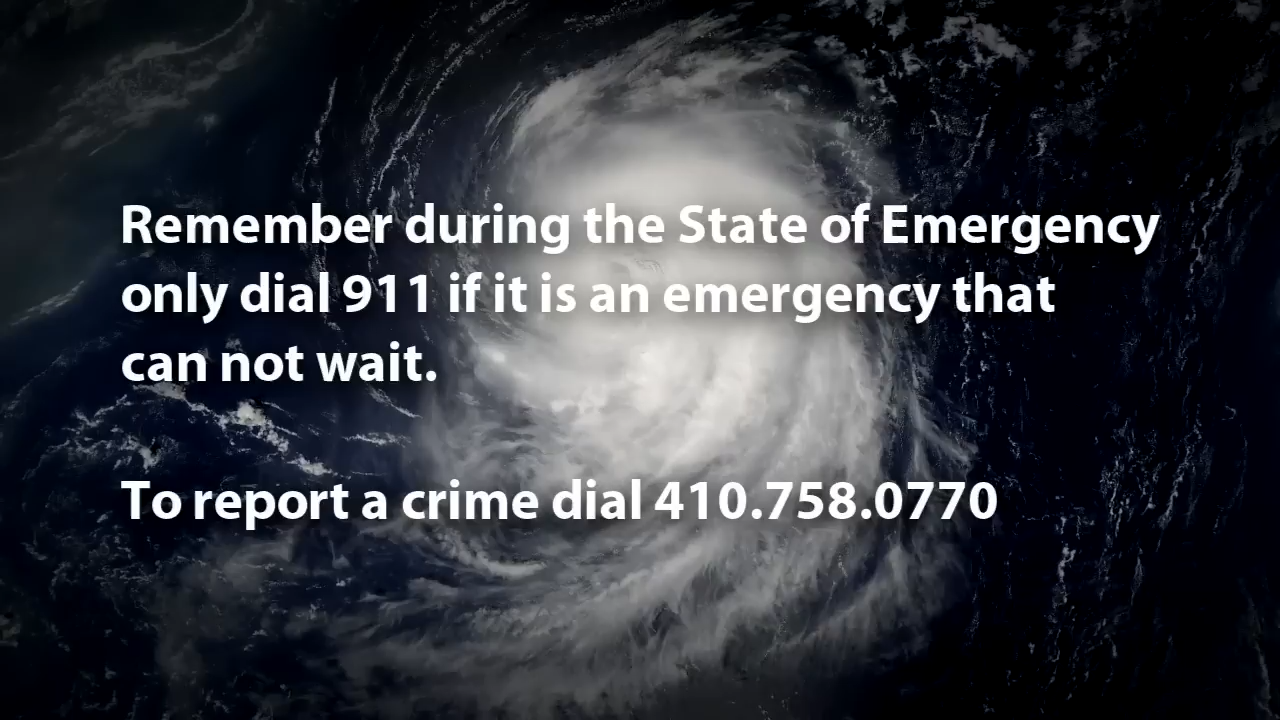 Remember during the State of Emergency
only dial 911 if it is an emergency that
can not wait.
To report a crime dial 410.758.0770